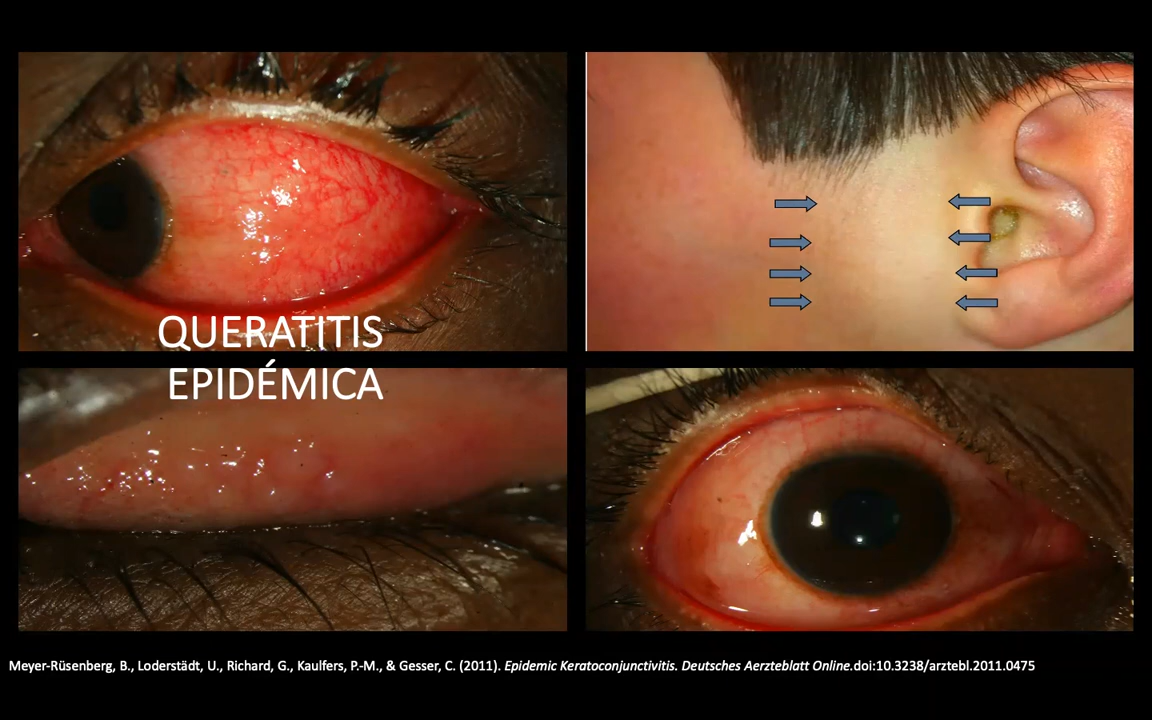 QUERATITIS
EPIDÉMICA
Meyer-Rüsenberg, B., Loderstädt, U., Richard, G., Kaulfers, P.-M., & Gesser, C. (2011). Epidemic Keratoconjunctivitis. Deutsches Aerzteblatt Online.doi:10.3238/arztebl.2011.0475